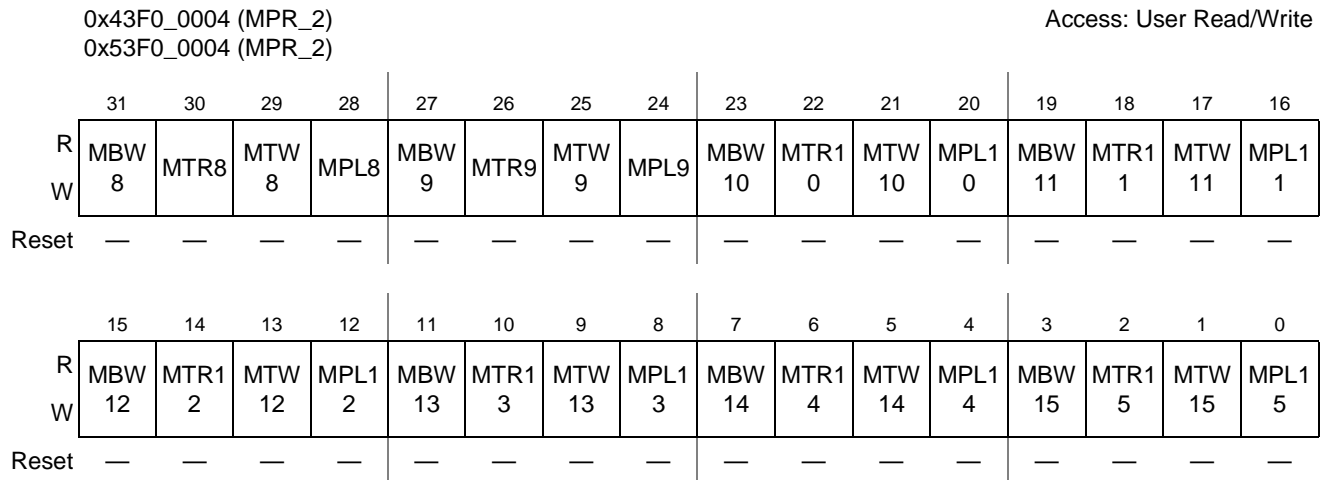 0x43F0_0004 (MPR_2) Access: User Read/Write
0x53F0_0004 (MPR_2)
31 30 29 28 27 26 25 24 23 22 21 20 19 18 17 16
R MBW MTR8 MTW MPL8 MBW MTR9 MTW MPL9 MBW MTR1 MTW MPL1 MBW MTR1 MTW MPL1
W 8 8 9 9 10 0 10 0 11 1 11 1
Reset — — — — — — — — — — — — — — — —
15 14 13 12 11 10 9 8 7 6 5 4 3 2 1 0
R MBW MTR1 MTW MPL1 MBW MTR1 MTW MPL1 MBW MTR1 MTW MPL1 MBW MTR1 MTW MPL1
W 12 2 12 2 13 3 13 3 14 4 14 4 15 5 15 5
Reset — — — — — — — — — — — — — — — —